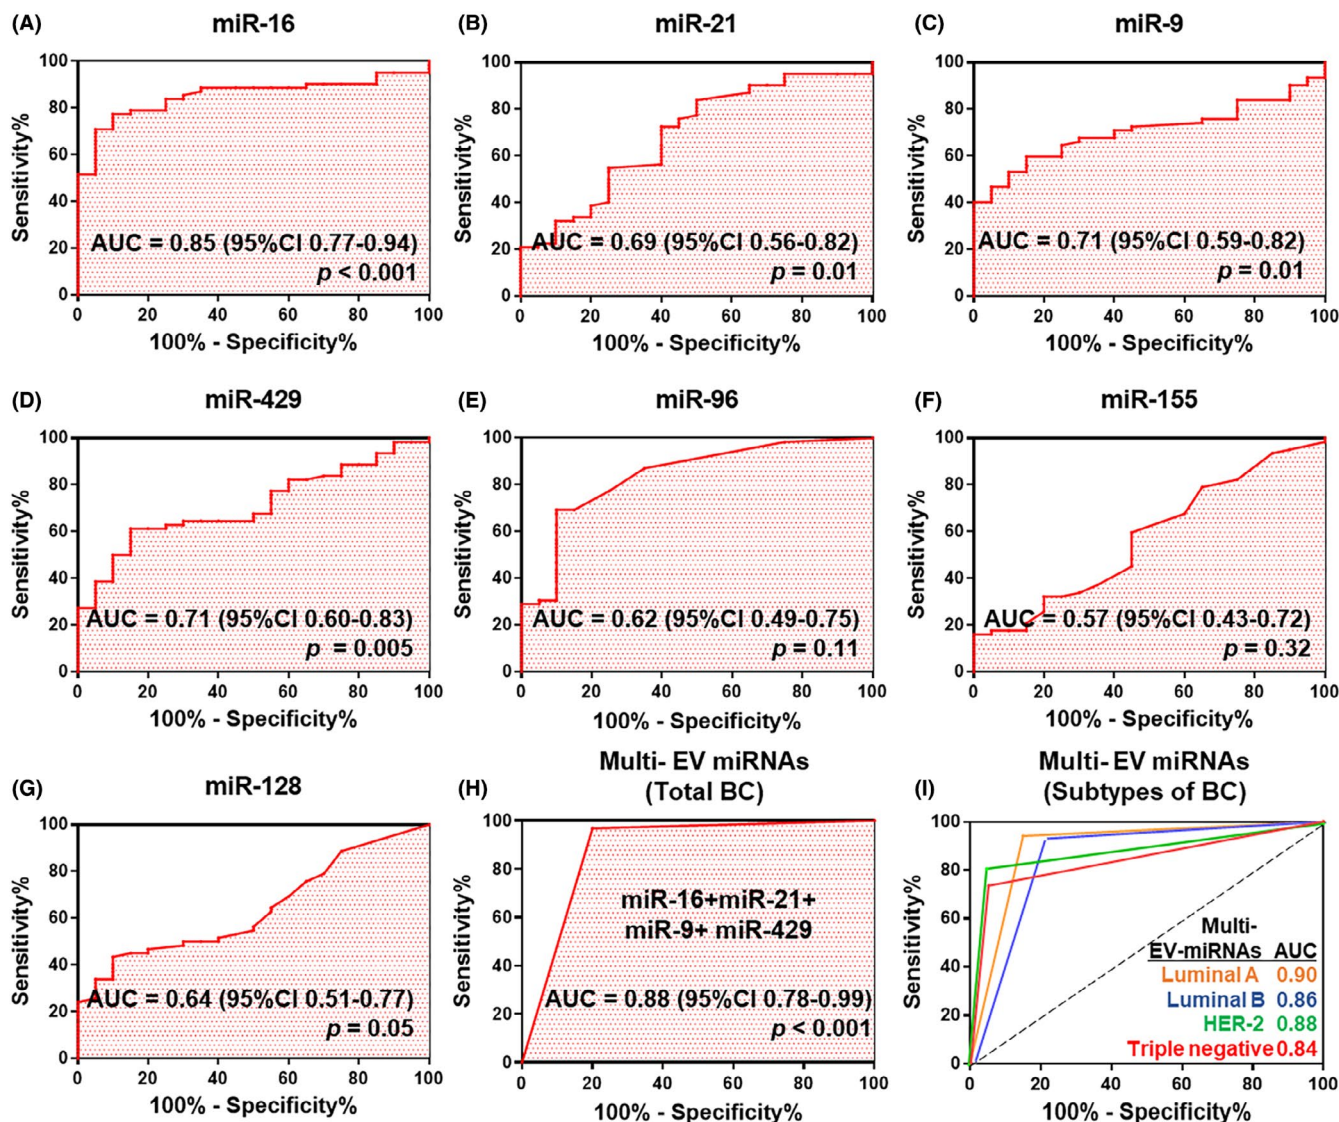 (A) miR-16
100
80
60
40
20
0
Sensitivity%
AUC = 0.85 (95%CI 0.77-0.94)
p < 0.001
0 20 40 60 80 100
100% - Specificity%
(B) miR-21
100
80
60
40
20
0
Sensitivity%
AUC = 0.69 (95%CI 0.56-0.82)
p = 0.01
0 20 40 60 80 100
100% - Specificity%
(C) miR-9
100
80
60
40
20
0
Sensitivity%
AUC = 0.71 (95%CI 0.59-0.82)
p = 0.01
0 20 40 60 80 100
100% - Specificity%
(D) miR-429
100
80
60
40
20
0
Sensitivity%
AUC = 0.71 (95%CI 0.60-0.83)
p = 0.005
0 20 40 60 80 100
100% - Specificity%
(E) miR-96
100
80
60
40
20
0
Sensitivity%
AUC = 0.62 (95%CI 0.49-0.75)
p = 0.11
0 20 40 60 80 100
100% - Specificity%
(F) miR-155
100
80
60
40
20
0
Sensitivity%
AUC = 0.57 (95%CI 0.43-0.72)
p = 0.32
0 20 40 60 80 100
100% - Specificity%
(G) miR-128
100
80
60
40
20
0
Sensitivity%
AUC = 0.64 (95%CI 0.51-0.77)
p = 0.05
0 20 40 60 80 100
100% - Specificity%
(H) Multi- EV miRNAs
(Total BC)
100
80
60
40
20
0
Sensitivity%
miR-16+miR-21+
miR-9+ miR-429
AUC = 0.88 (95%CI 0.78-0.99)
p < 0.001
0 20 40 60 80 100
100% - Specificity%
(I) Multi- EV miRNAs
(Subtypes of BC)
100
80
60
40
20
0
Sensitivity%
Multi-
EV-miRNAs AUC
Luminal A 0.90
Luminal B 0.86
HER-2 0.88
Triple negative 0.84
0 20 40 60 80 100
100% - Specificity%